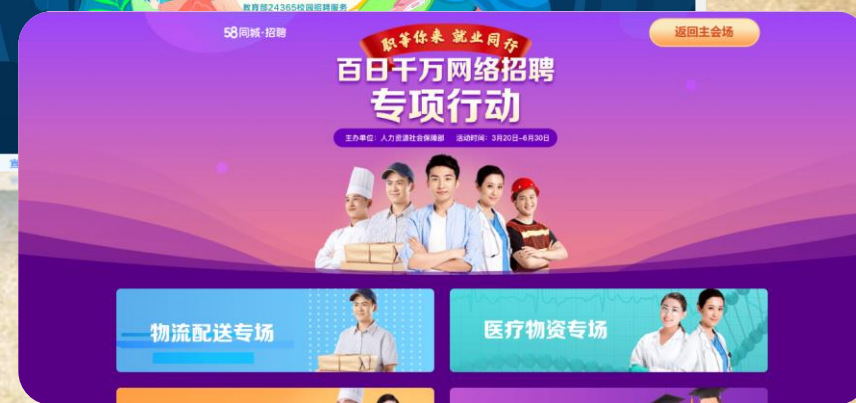 教育部24365校园招聘服务
58同城·招聘
返回主会场
职等你来 就业同行
百日千万网络招聘
专项行动
主办单位：人力资源社会保障部 活动时间：3月20日-6月30日
物流配送专场
医疗物资专场